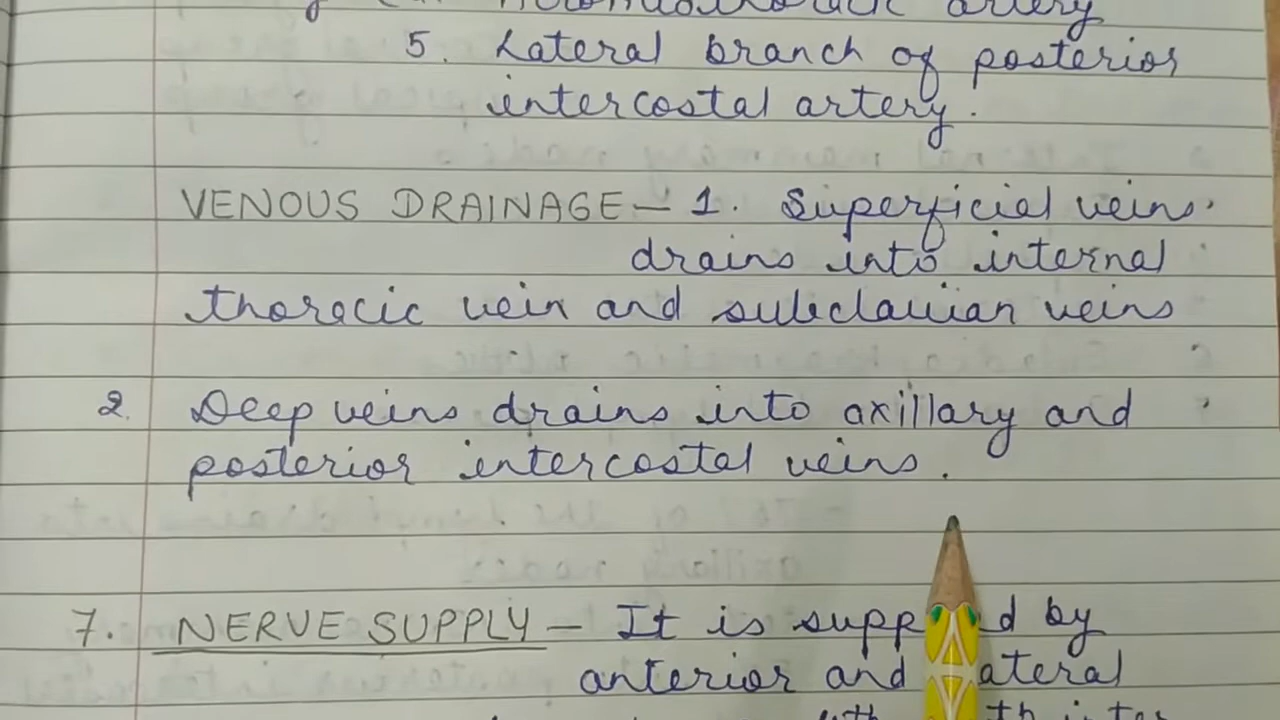 artery
5. Lateral branch of posterior
intercostal artery.
VENOUS DRAINAGE – 1. Superficial veins
drains into internal
thoracic vein and subclavian veins
2. Deep veins drains into axillary and
posterior intercostal veins.
7. NERVE SUPPLY – It is by
anterior and